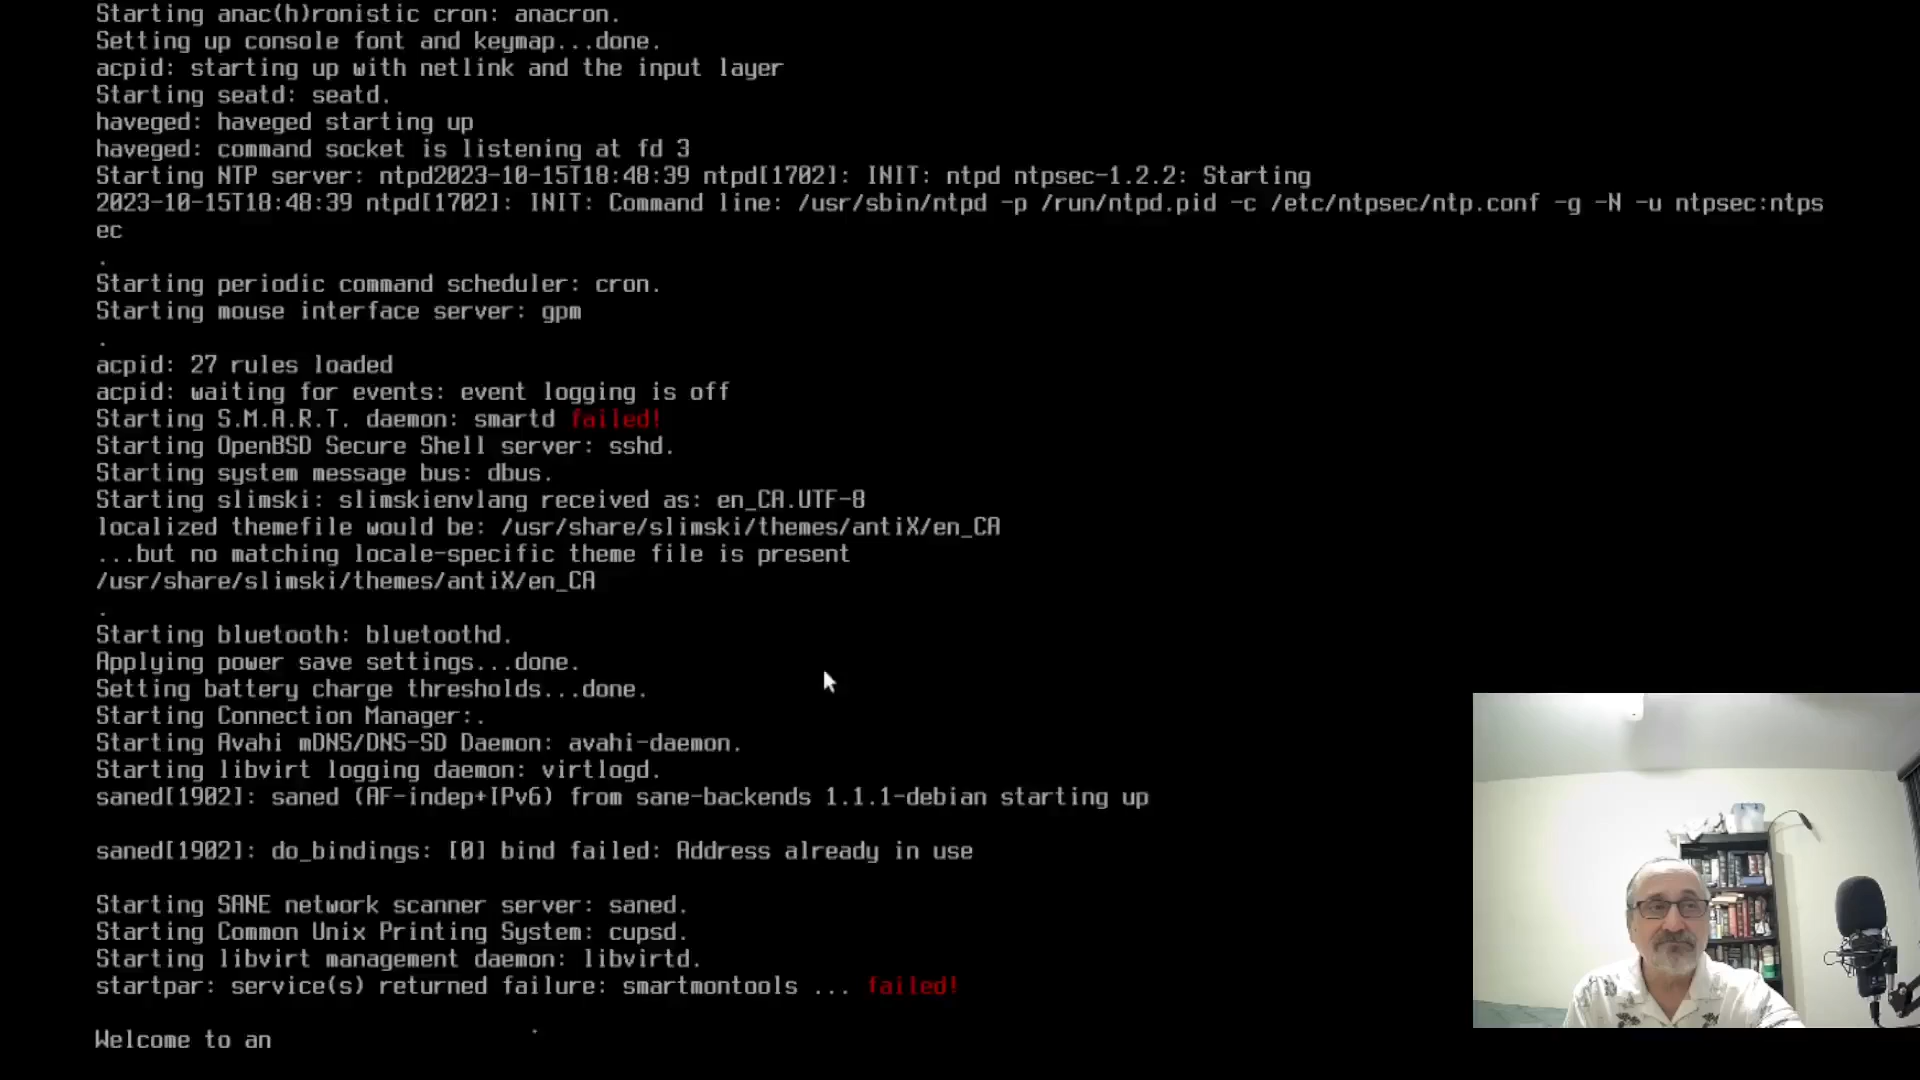 Starting anac(h)ronistic cron: anacron.
Setting up console font and keymap...done.
acpid: starting up with netlink and the input layer
Starting seatd: seatd.
haveged: haveged starting up
haveged: command socket is listening at fd 3
Starting NTP server: ntpd2023-10-15T18:48:39 ntpd[1702]: INIT: ntpd ntpsec-1.2.2: Starting
2023-10-15T18:48:39 ntpd[1702]: INIT: Command line: /usr/sbin/ntpd -p /run/ntpd.pid -c /etc/ntpsec/ntp.conf -g -N -u ntpsec:ntps
ec
.
Starting periodic command scheduler: cron.
Starting mouse interface server: gpm
.
acpid: 27 rules loaded
acpid: waiting for events: event logging is off
Starting S.M.A.R.T. daemon: smartd failed!
Starting OpenBSD Secure Shell server: sshd.
Starting system message bus: dbus.
Starting slimski: slimskienvlang received as: en_CA.UTF-8
localized themefile would be: /usr/share/slimski/themes/antiX/en_CA
...but no matching locale-specific theme file is present
/usr/share/slimski/themes/antiX/en_CA
.
Starting bluetooth: bluetoothd.
Applying power save settings...done.
Setting battery charge thresholds...done.
Starting Connection Manager:.
Starting Avahi mDNS/DNS-SD Daemon: avahi-daemon.
Starting libvirt logging daemon: virtlogd.
saned[1902]: saned (AF-indep+IPv6) from sane-backends 1.1.1-debian starting up
saned[1902]: do_bindings: [0] bind failed: Address already in use
Starting SANE network scanner server: saned.
Starting Common Unix Printing System: cupsd.
Starting libvirt management daemon: libvirtd.
startpar: service(s) returned failure: smartmontools ... failed!
Welcome to an